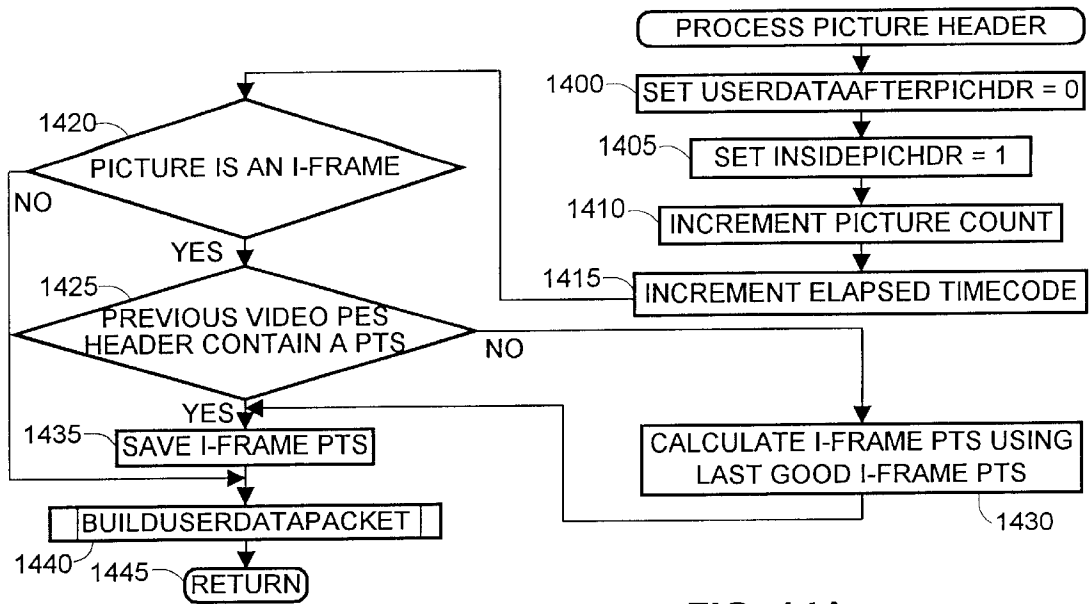 PROCESS PICTURE HEADER
1400
SET USERDATAAFTERPICHDR = 0
1405
SET INSIDEPICHDR = 1
1410
INCREMENT PICTURE COUNT
1415
INCREMENT ELAPSED TIMECODE
1420
PICTURE IS AN I-FRAME
NO
YES
1425
PREVIOUS VIDEO PES
HEADER CONTAIN A PTS
NO
YES
1435
SAVE I-FRAME PTS
CALCULATE I-FRAME PTS USING
LAST GOOD I-FRAME PTS
1430
BUILDUSERDATAPACKET
1440
1445
RETURN